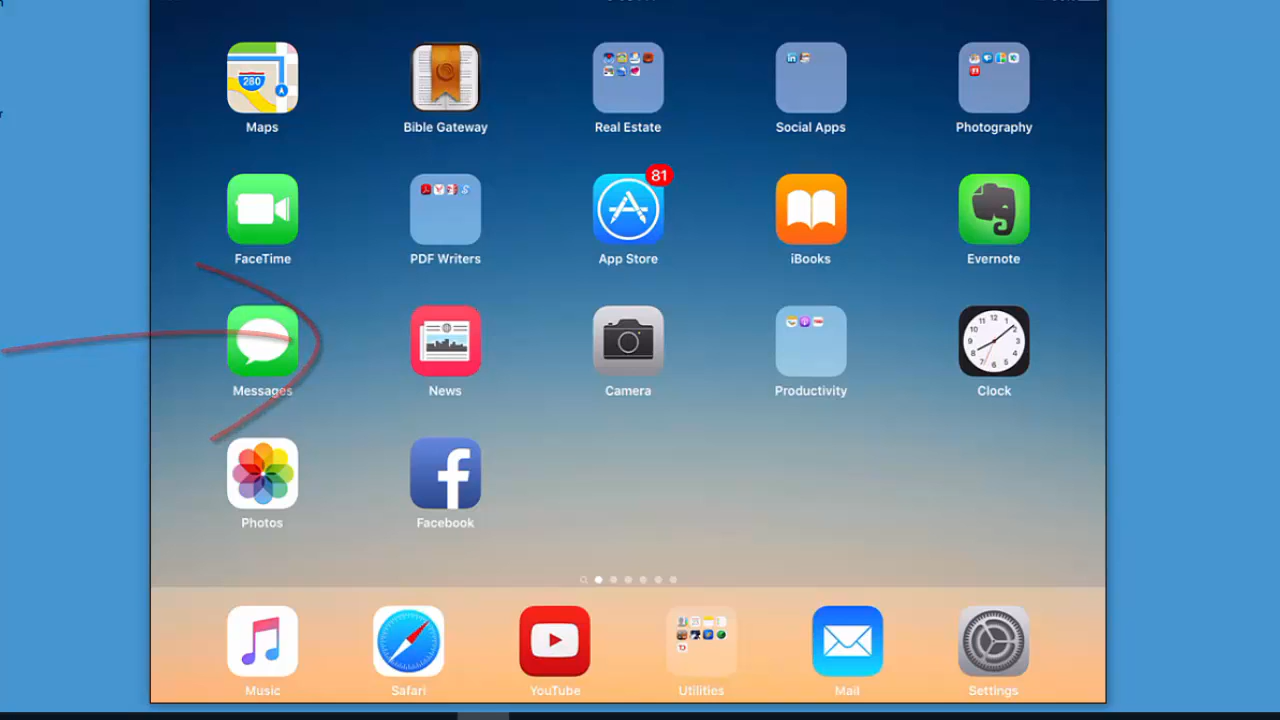 280
Maps
Bible Gateway
Real Estate
Social Apps
Photography
FaceTime
PDF Writers
81
App Store
iBooks
Evernote
Messages
News
Camera
Productivity
Clock
Photos
Facebook
Music
Safari
YouTube
Utilities
Mail
Settings